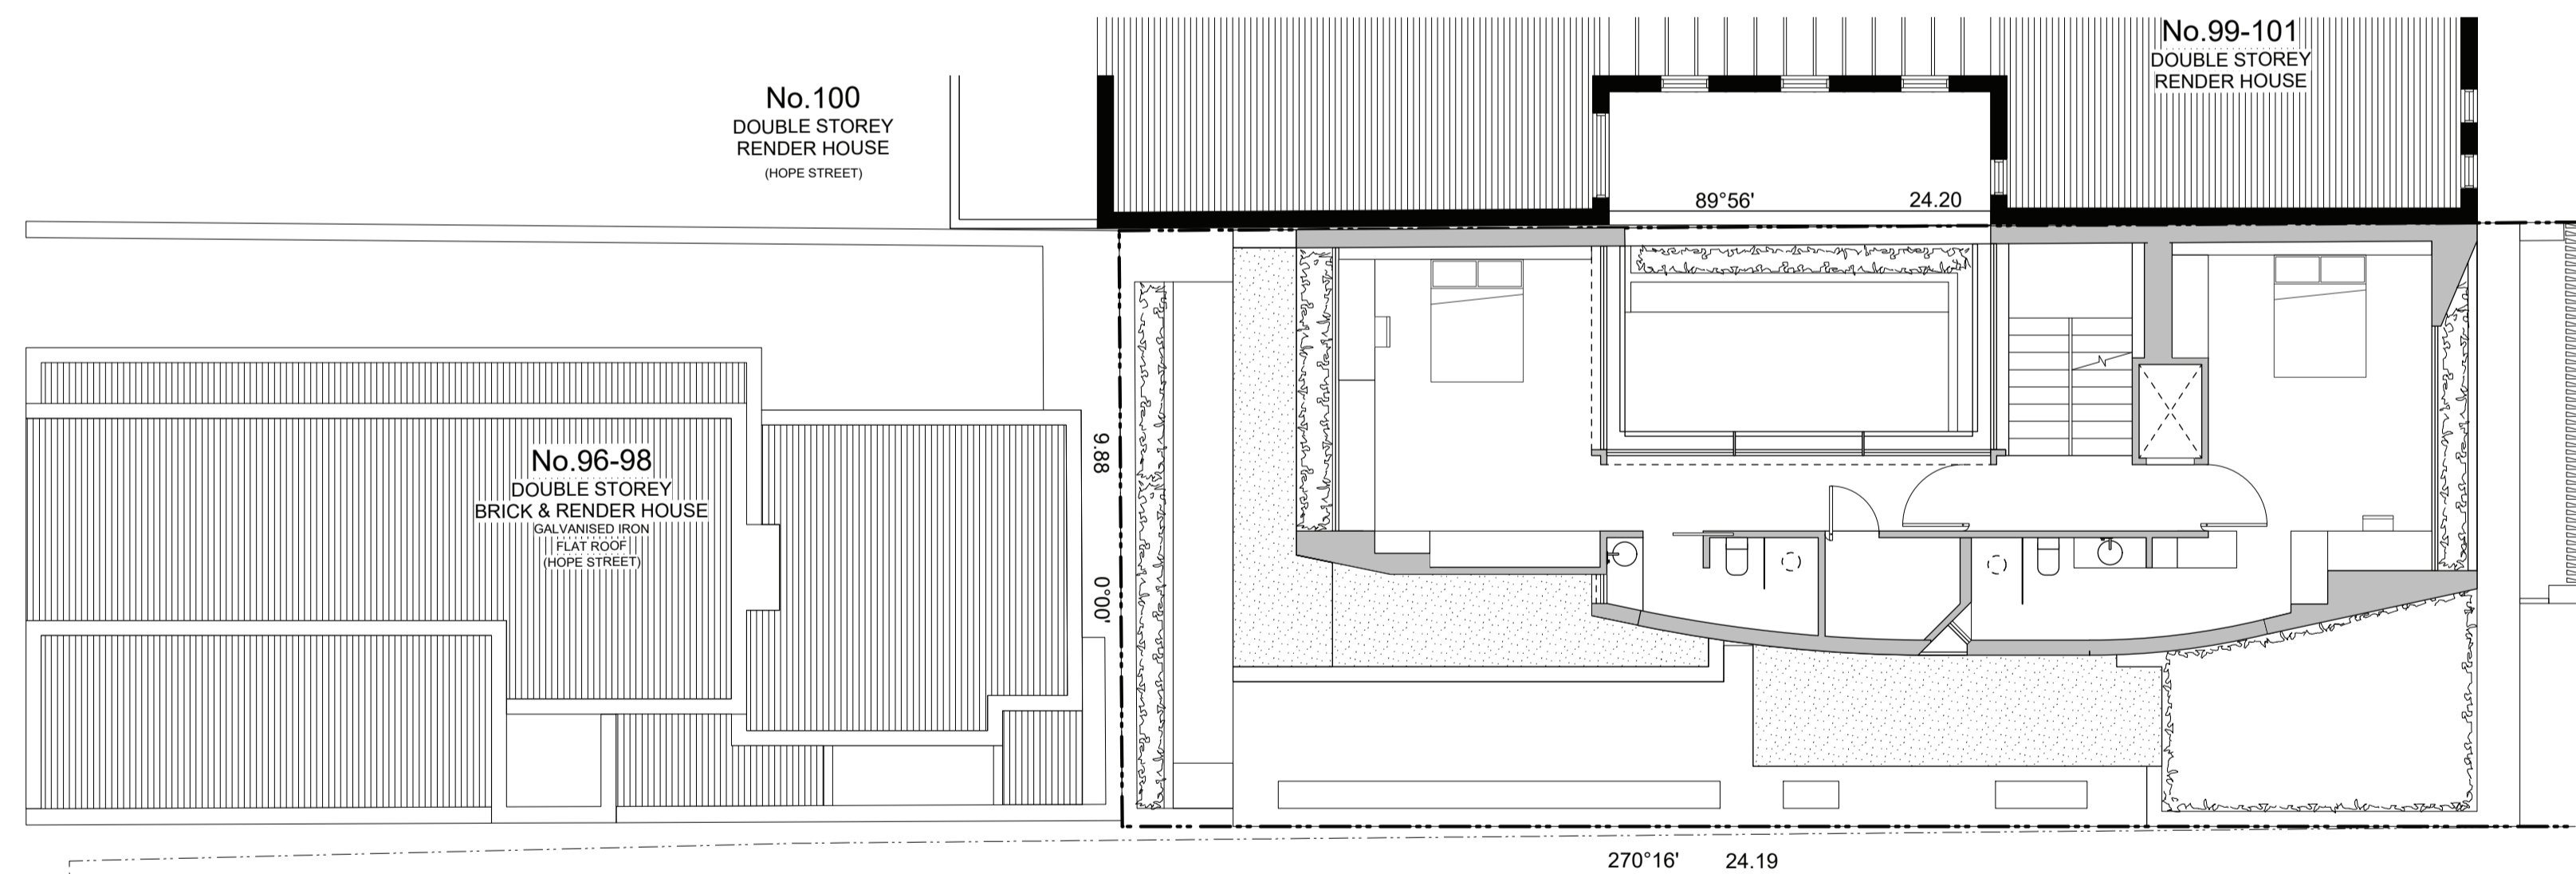 No.100
DOUBLE STOREY
RENDER HOUSE
(HOPE STREET)
No.99-101
DOUBLE STOREY
RENDER HOUSE
89°56' 24.20
No.96-98
DOUBLE STOREY
BRICK & RENDER HOUSE
GALVANISED IRON
FLAT ROOF
(HOPE STREET)
9.88
0°00'
270°16' 24.19